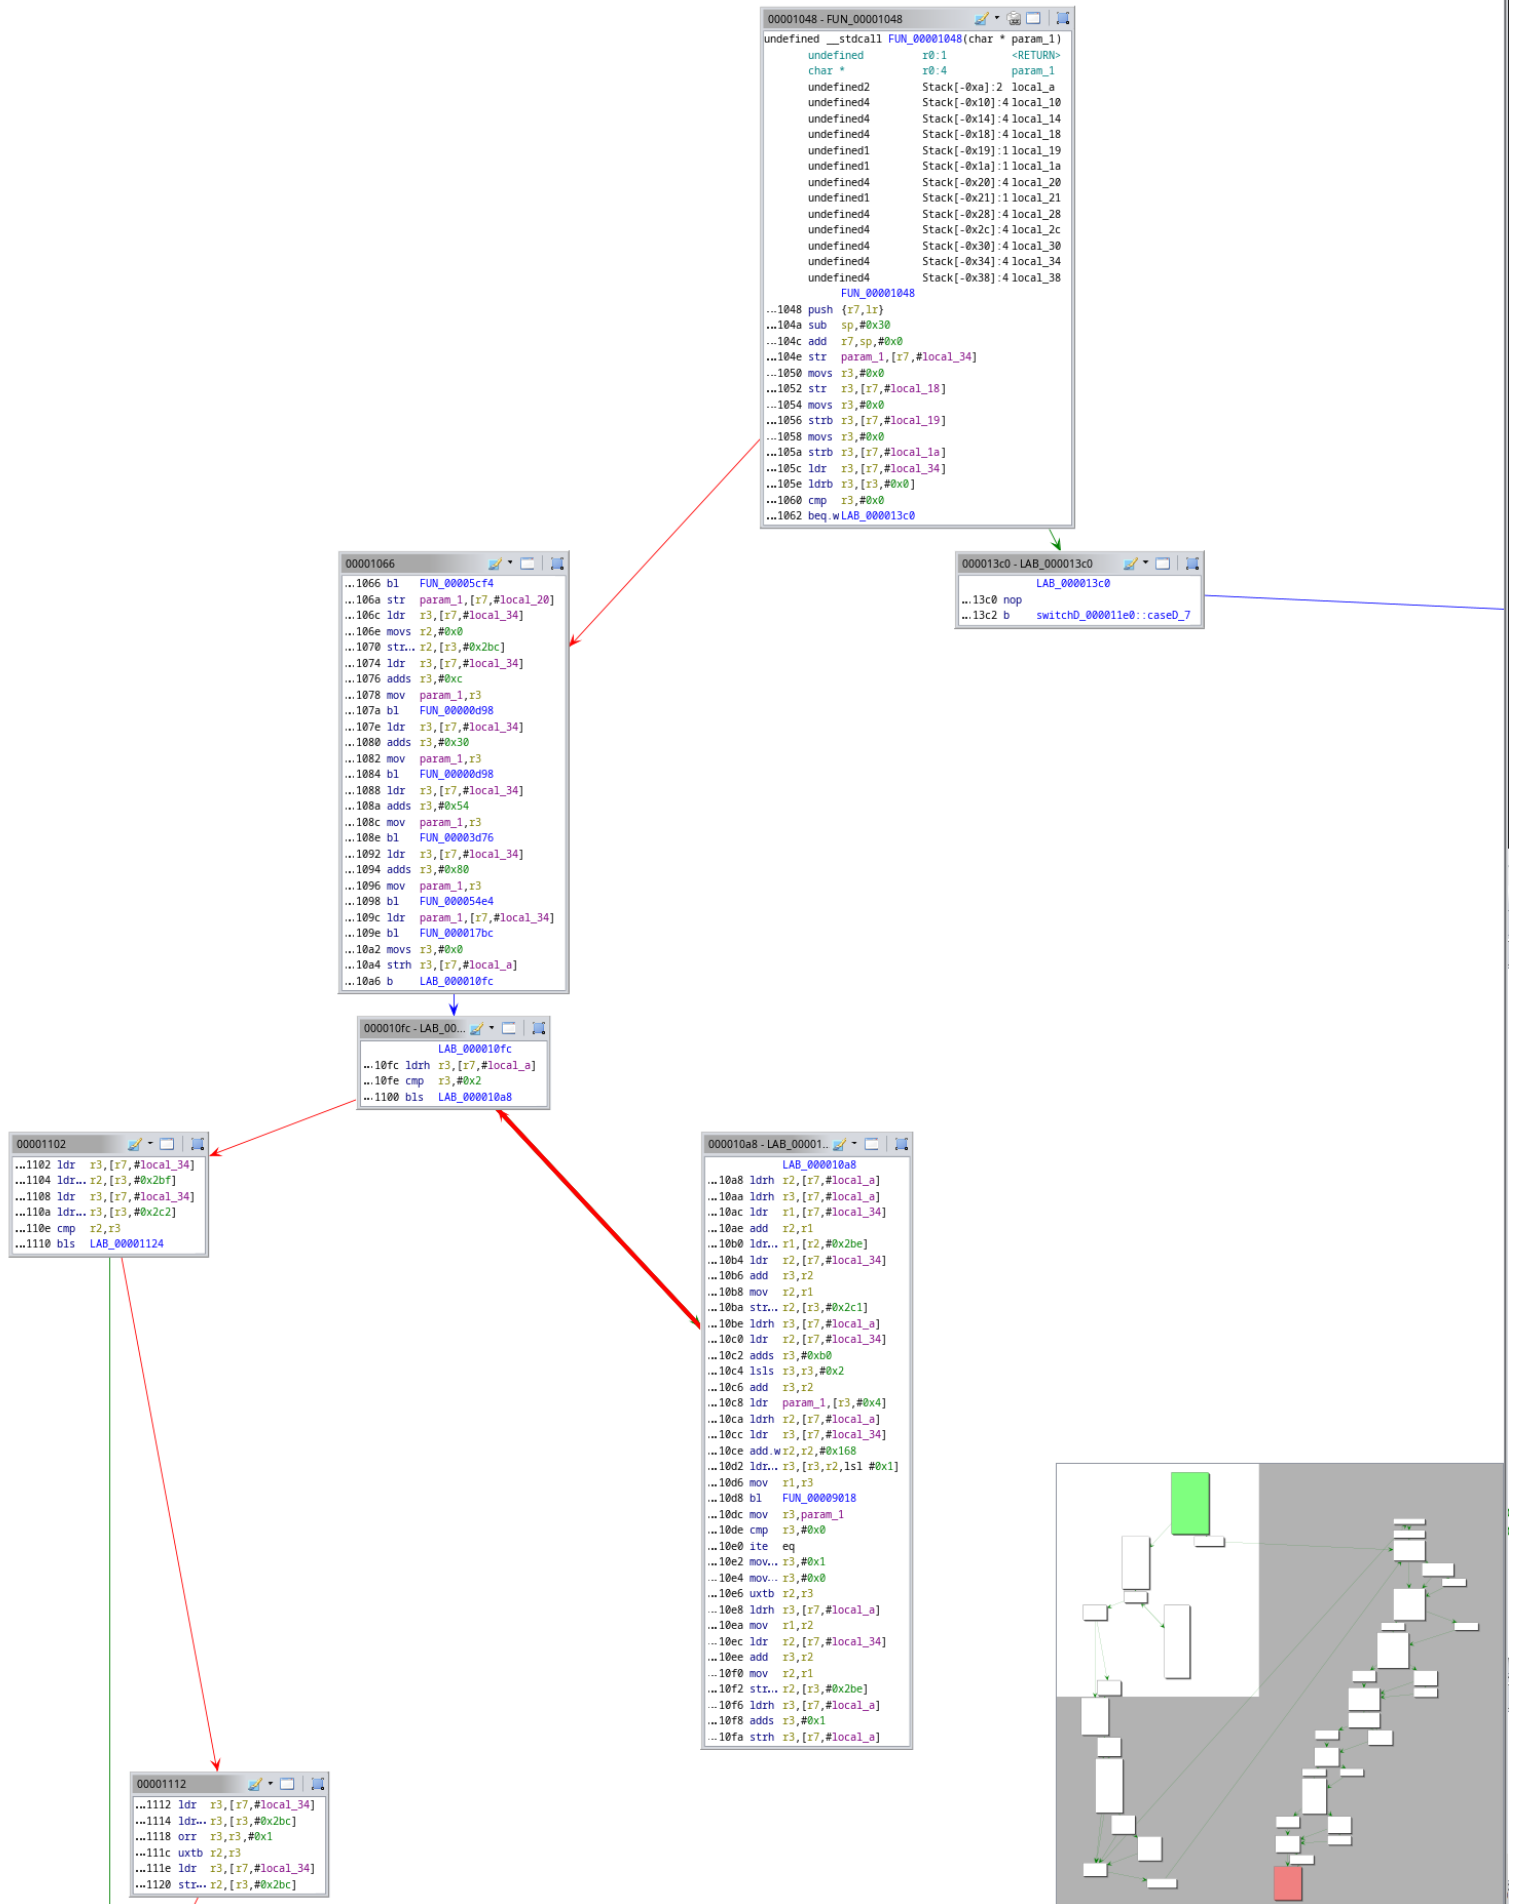 00001048 - FUN_00001048
undefined __stdcall FUN_00001048(char * param_1)
undefined r0:1 <RETURN>
char * r0:4 param_1
undefined2 Stack[-0xa]:2 local_a
undefined4 Stack[-0x10]:4 local_10
undefined4 Stack[-0x14]:4 local_14
undefined4 Stack[-0x18]:4 local_18
undefined1 Stack[-0x19]:1 local_19
undefined1 Stack[-0x1a]:1 local_1a
undefined4 Stack[-0x20]:4 local_20
undefined1 Stack[-0x21]:1 local_21
undefined4 Stack[-0x28]:4 local_28
undefined4 Stack[-0x2c]:4 local_2c
undefined4 Stack[-0x30]:4 local_30
undefined4 Stack[-0x34]:4 local_34
undefined4 Stack[-0x38]:4 local_38
FUN_00001048
...1048 push {r7,lr}
...104a sub sp,#0x30
...104c add r7,sp,#0x0
...104e str param_1,[r7,#local_34]
...1050 movs r3,#0x0
...1052 str r3,[r7,#local_18]
...1054 movs r3,#0x0
...1056 strb r3,[r7,#local_19]
...1058 movs r3,#0x0
...105a strb r3,[r7,#local_1a]
...105c ldr r3,[r7,#local_34]
...105e ldrb r3,[r3,#0x0]
...1060 cmp r3,#0x0
...1062 beq.w LAB_000013c0
00001066
...1066 bl FUN_00005cf4
...106a str param_1,[r7,#local_20]
...106c ldr r3,[r7,#local_34]
...106e movs r2,#0x0
...1070 str... r2,[r3,#0x2bc]
...1074 ldr r3,[r7,#local_34]
...1076 adds r3,#0xc
...1078 mov param_1,r3
...107a bl FUN_00000d98
...107e ldr r3,[r7,#local_34]
...1080 adds r3,#0x30
...1082 mov param_1,r3
...1084 bl FUN_00000d98
...1088 ldr r3,[r7,#local_34]
...108a adds r3,#0x54
...108c mov param_1,r3
...108e bl FUN_00003d76
...1092 ldr r3,[r7,#local_34]
...1094 adds r3,#0x80
...1096 mov param_1,r3
...1098 bl FUN_000054e4
...109c ldr param_1,[r7,#local_34]
...109e bl FUN_000017bc
...10a2 movs r3,#0x0
...10a4 strh r3,[r7,#local_a]
...10a6 b LAB_000010fc
000013c0 - LAB_000013c0
LAB_000013c0
...13c0 nop
...13c2 b switchD_000011e0::caseD_7
000010fc - LAB_00...
LAB_000010fc
...10fc ldrh r3,[r7,#local_a]
...10fe cmp r3,#0x2
...1100 bls LAB_000010a8
00001102
...1102 ldr r3,[r7,#local_34]
...1104 ldr... r2,[r3,#0x2bf]
...1108 ldr r3,[r7,#local_34]
...110a ldr... r3,[r3,#0x2c2]
...110e cmp r2,r3
...1110 bls LAB_00001124
000010a8 - LAB_00001...
LAB_000010a8
...10a8 ldrh r2,[r7,#local_a]
...10aa ldrh r3,[r7,#local_a]
...10ac ldr r1,[r7,#local_34]
...10ae add r2,r1
...10b0 ldr... r1,[r2,#0x2be]
...10b4 ldr r2,[r7,#local_34]
...10b6 add r3,r2
...10b8 mov r2,r1
...10ba str... r2,[r3,#0x2c1]
...10be ldrh r3,[r7,#local_a]
...10c0 ldr r2,[r7,#local_34]
...10c2 adds r3,#0xb0
...10c4 lsls r3,r3,#0x2
...10c6 add r3,r2
...10c8 ldr param_1,[r3,#0x4]
...10ca ldrh r2,[r7,#local_a]
...10cc ldr r3,[r7,#local_34]
...10ce add.w r2,r2,#0x168
...10d2 ldr... r3,[r3,r2,lsl #0x1]
...10d6 mov r1,r3
...10d8 bl FUN_00009018
...10dc mov r3,param_1
...10de cmp r3,#0x0
...10e0 ite eq
...10e2 mov... r3,#0x1
...10e4 mov... r3,#0x0
...10e6 uxtb r2,r3
...10e8 ldrh r3,[r7,#local_a]
...10ea mov r1,r2
...10ec ldr r2,[r7,#local_34]
...10ee add r3,r2
...10f0 mov r2,r1
...10f2 str... r2,[r3,#0x2be]
...10f6 ldrh r3,[r7,#local_a]
...10f8 adds r3,#0x1
...10fa strh r3,[r7,#local_a]
00001112
...1112 ldr r3,[r7,#local_34]
...1114 ldr... r3,[r3,#0x2bc]
...1118 orr r3,r3,#0x1
...111c uxtb r2,r3
...111e ldr r3,[r7,#local_34]
...1120 str... r2,[r3,#0x2bc]